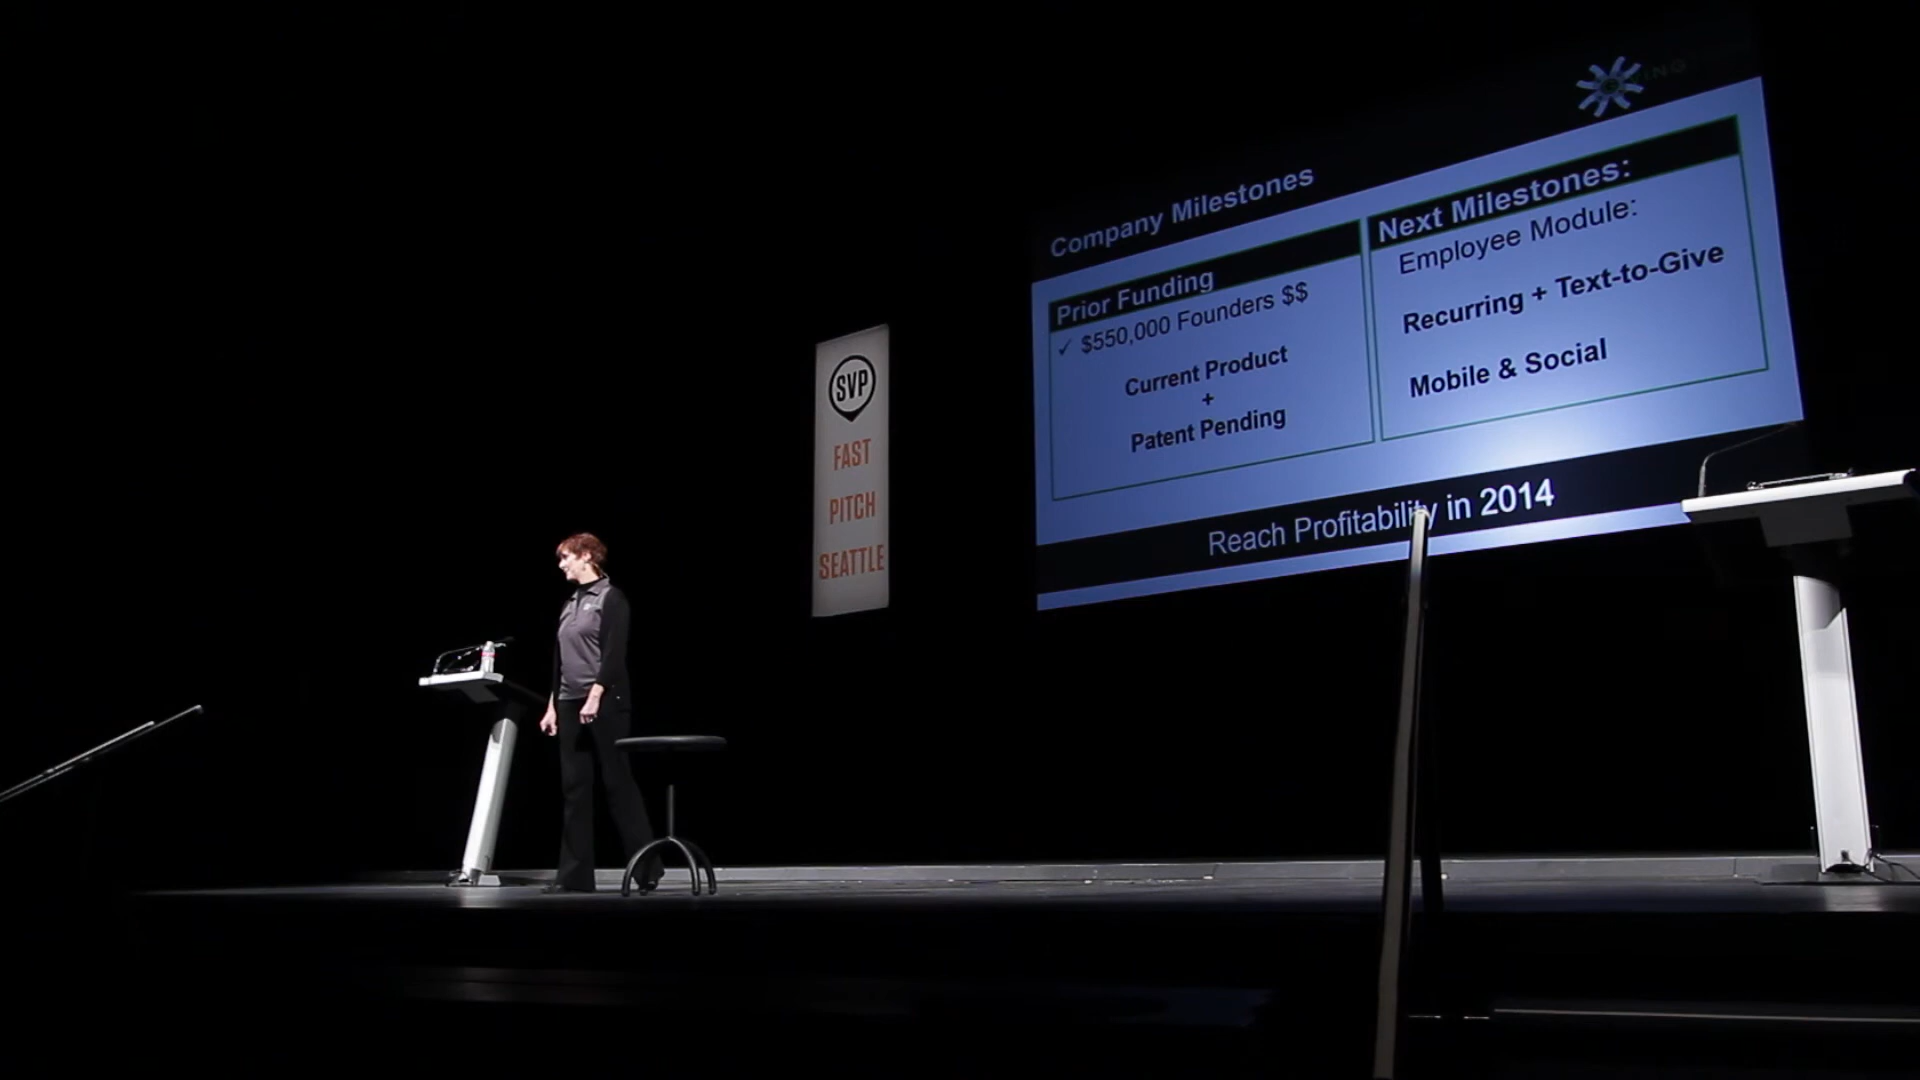 SVP
FAST
PITCH
SEATTLE
Company Milestones
Prior Funding
✓ $550,000 Founders $$
Current Product
+
Patent Pending
Next Milestones:
Employee Module:
Recurring + Text-to-Give
Mobile & Social
Reach Profitability in 2014